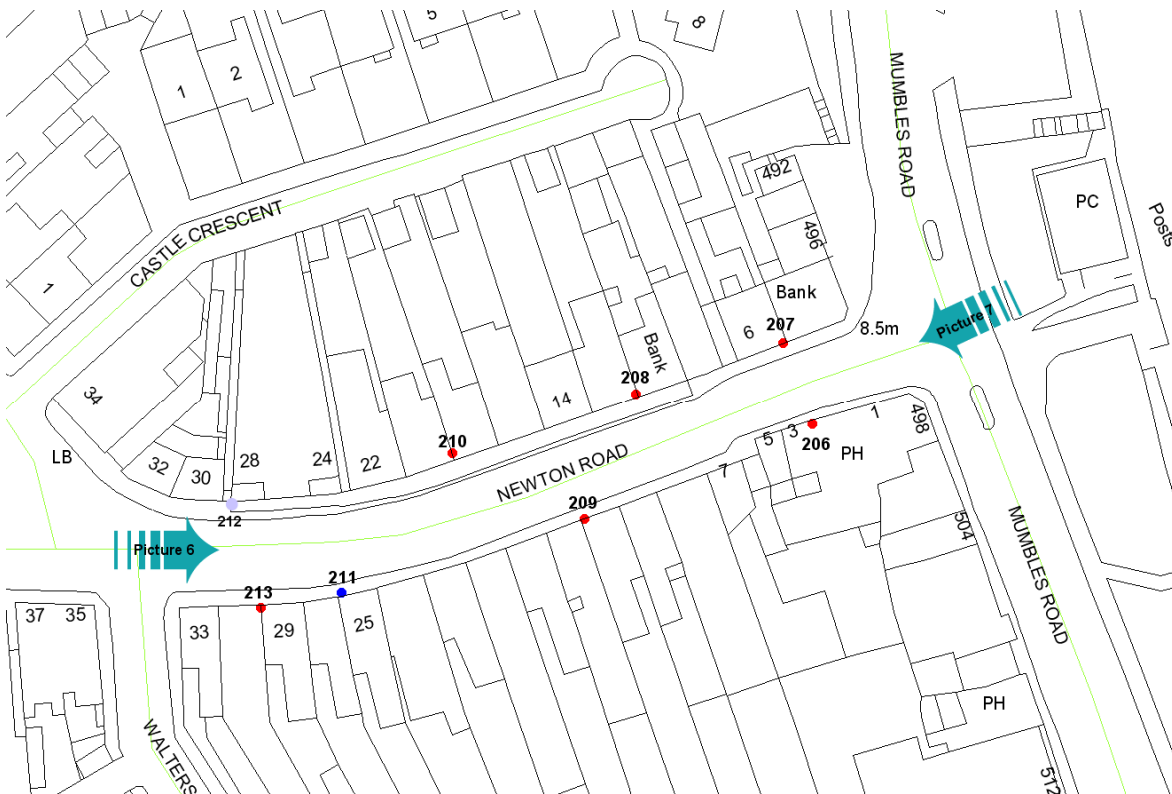 5
8
1
2
MUMBLES ROAD
492
PC
Posts
CASTLE CRESCENT
496
1
Bank
Picture 7
6
207
8.5m
Bank
208
34
14
1
498
3
5
206
210
PH
LB
28
24
22
NEWTON ROAD
32
30
7
209
212
504
MUMBLES ROAD
Picture 6
211
213
37
35
33
29
25
PH
WALTERS
512